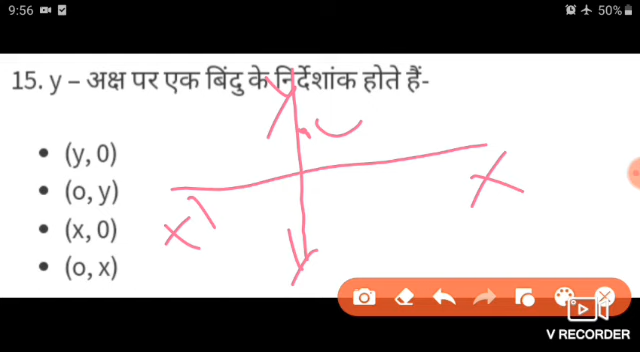 9:56
50%
15. y – अक्ष पर एक बिंदु के निर्देशांक होते हैं-
• (y, 0)
• (o, y)
• (x, 0)
• (o, x)
X' X
V RECORDER